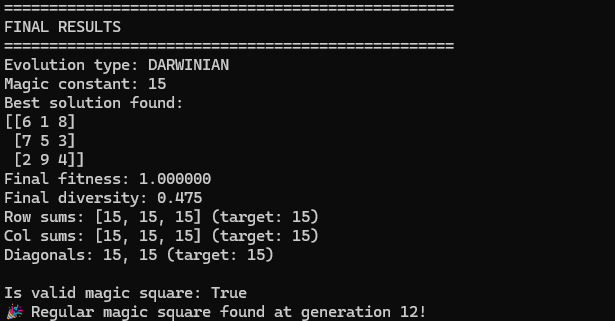 ==================================================
FINAL RESULTS
==================================================
Evolution type: DARWINIAN
Magic constant: 15
Best solution found:
[[6 1 8]
 [7 5 3]
 [2 9 4]]
Final fitness: 1.000000
Final diversity: 0.475
Row sums: [15, 15, 15] (target: 15)
Col sums: [15, 15, 15] (target: 15)
Diagonals: 15, 15 (target: 15)

Is valid magic square: True
🎉 Regular magic square found at generation 12!